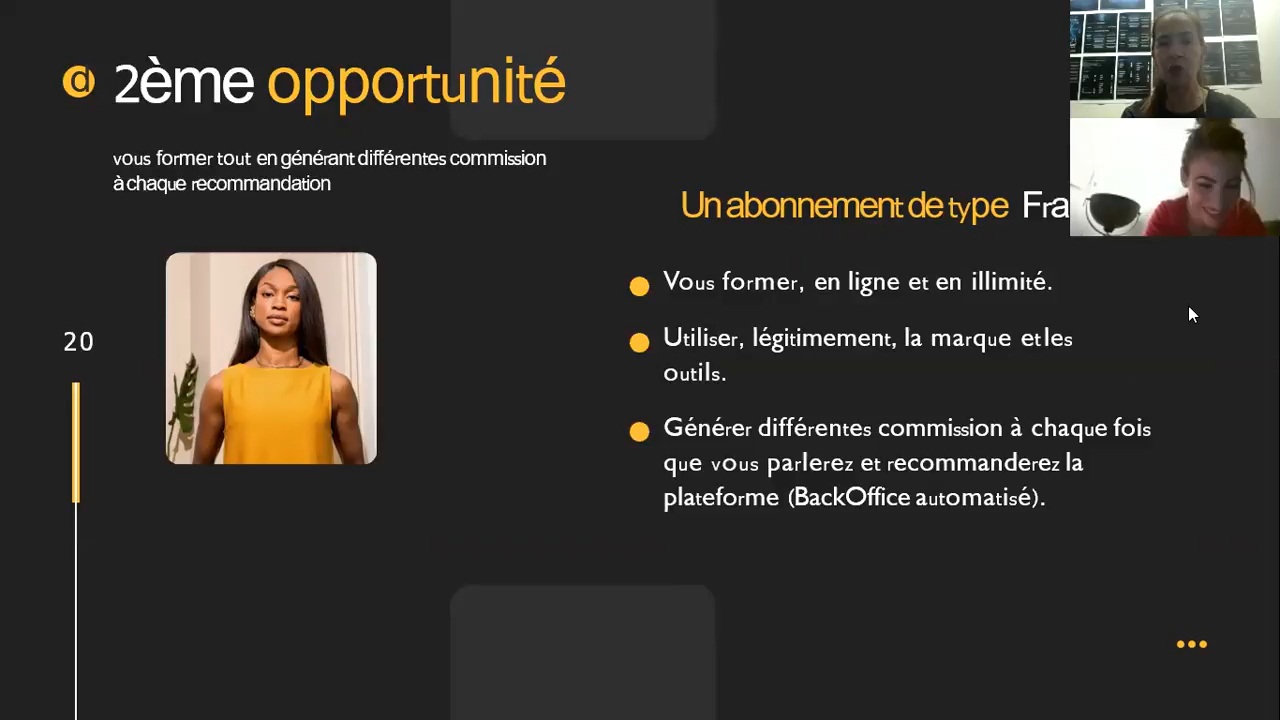 2ème opportunité
vous former tout en générant différentes commission
à chaque recommandation
Un abonnement de type Fra
Vous former, en ligne et en illimité.
20
Utiliser, légitimement, la marque et les
outils.
Générer différentes commission à chaque fois
que vous parlerez et recommanderez la
plateforme (BackOffice automatisé).